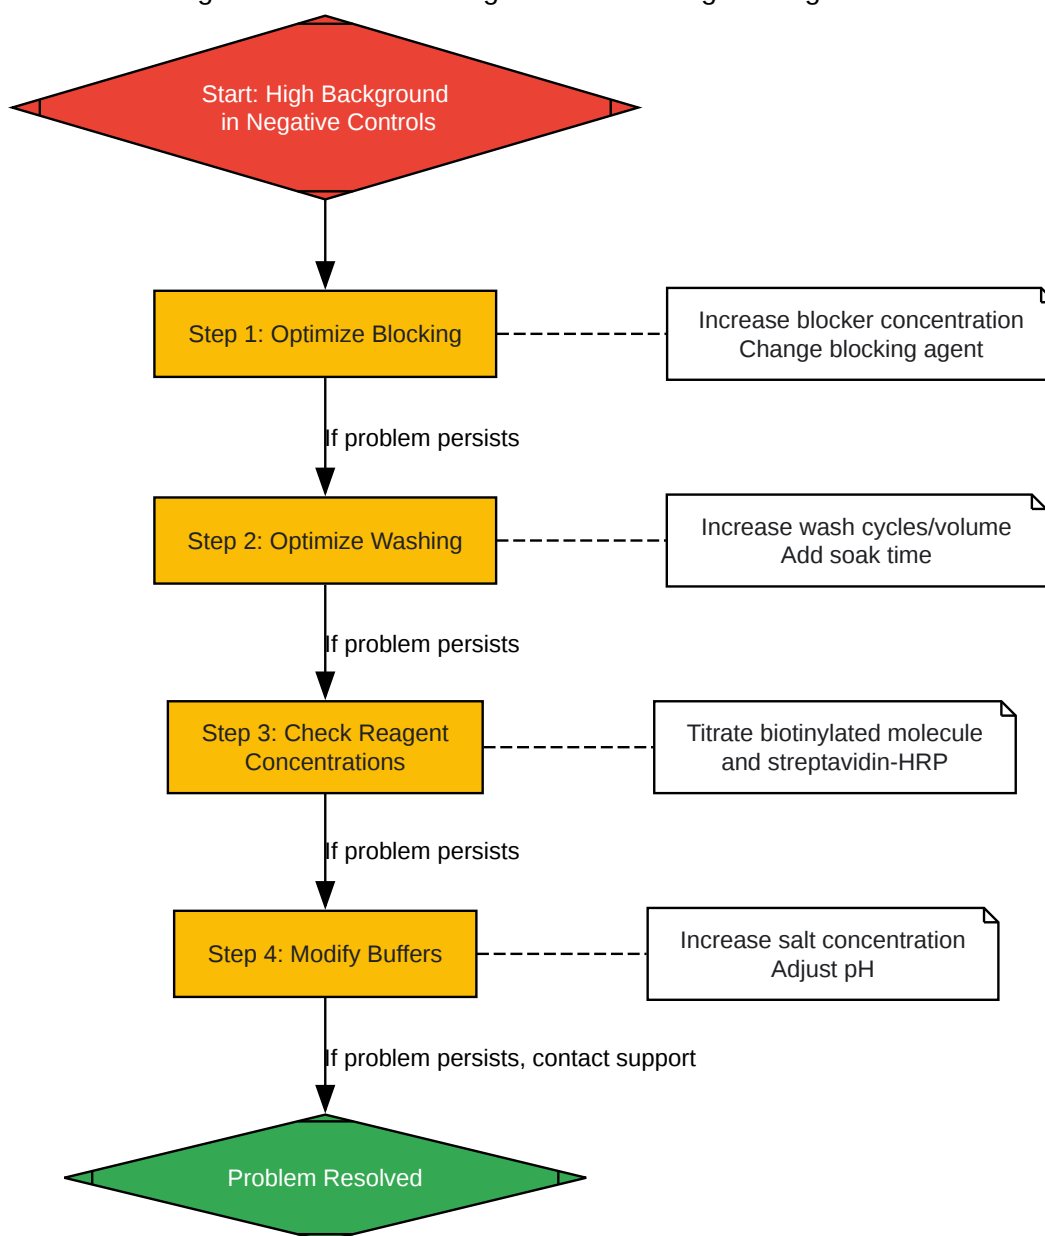 Start: High Background
in Negative Controls
Step 1: Optimize Blocking
Increase blocker concentration
Change blocking agent
If problem persists
Step 2: Optimize Washing
Increase wash cycles/volume
Add soak time
If problem persists
Step 3: Check Reagent
Concentrations
Titrate biotinylated molecule
and streptavidin-HRP
If problem persists
Step 4: Modify Buffers
Increase salt concentration
Adjust pH
If problem persists, contact support
Problem Resolved